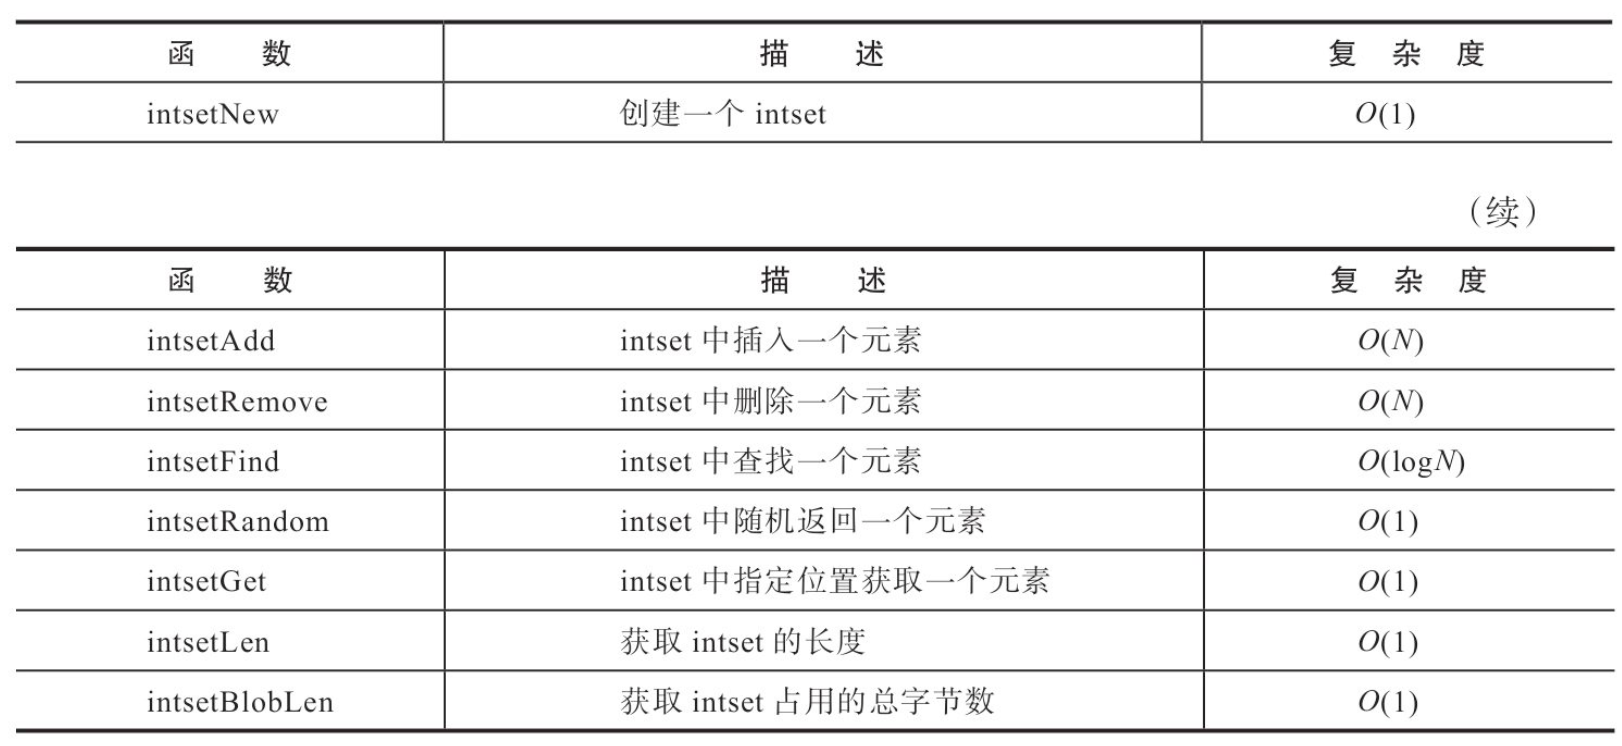 函 数 描 述 复 杂 度
intsetNew 创建一个 intset O(1)
(续)
函 数 描 述 复 杂 度
intsetAdd intset 中插入一个元素 O(N)
intsetRemove intset 中删除一个元素 O(N)
intsetFind intset 中查找一个元素 O(logN)
intsetRandom intset 中随机返回一个元素 O(1)
intsetGet intset 中指定位置获取一个元素 O(1)
intsetLen 获取 intset 的长度 O(1)
intsetBlobLen 获取 intset 占用的总字节数 O(1)